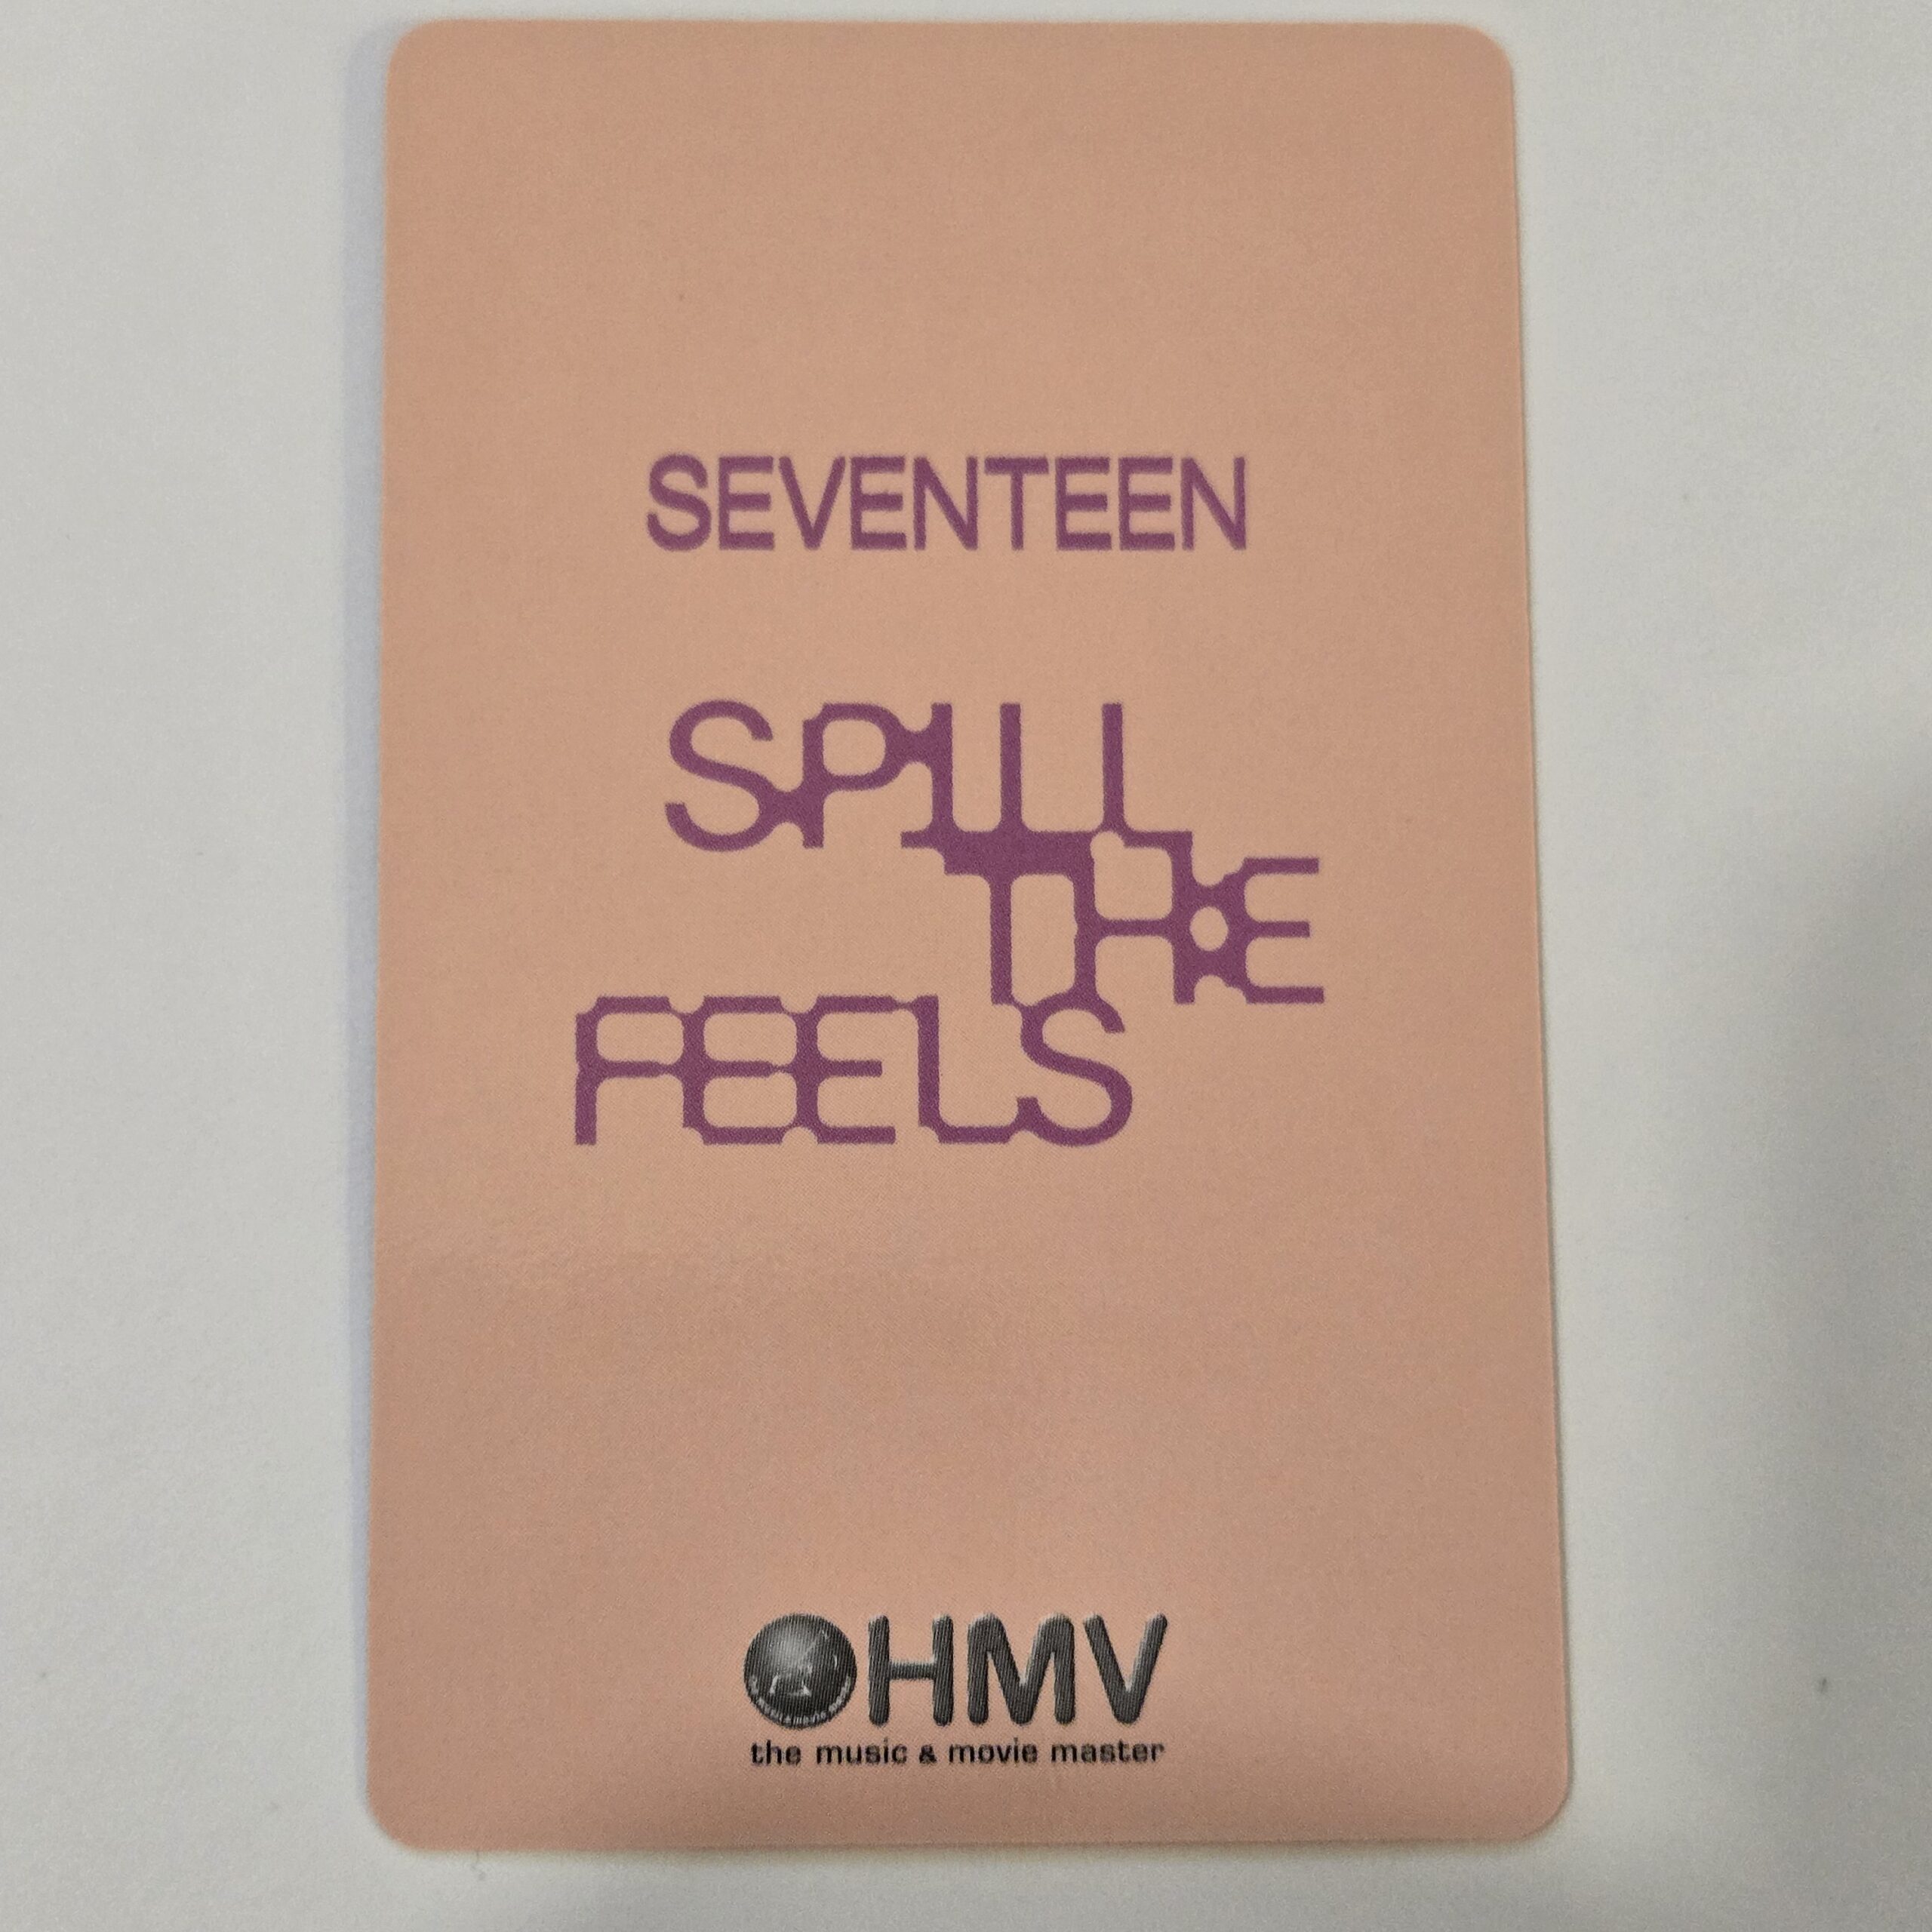 SEVENTEEN
SPILL
THE
FEELS
HMV
the music & movie master